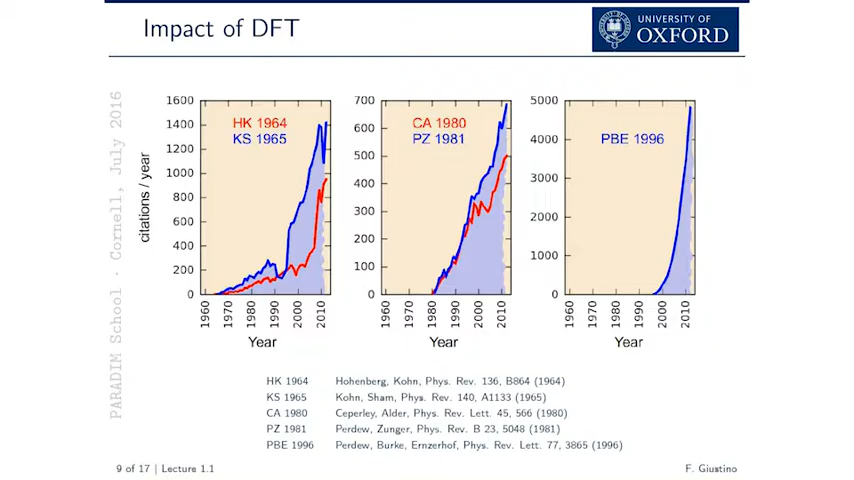 Impact of DFT
UNIVERSITY OF
OXFORD
PARADIM School · Cornell, July 2016
citations / year
1600
1400
1200
1000
800
600
400
200
0
HK 1964
KS 1965
1960
1970
1980
1990
2000
2010
Year
700
600
500
400
300
200
100
0
CA 1980
PZ 1981
1960
1970
1980
1990
2000
2010
Year
5000
4000
3000
2000
1000
0
PBE 1996
1960
1970
1980
1990
2000
2010
Year
HK 1964 Hohenberg, Kohn, Phys. Rev. 136, B864 (1964)
KS 1965 Kohn, Sham, Phys. Rev. 140, A1133 (1965)
CA 1980 Ceperley, Alder, Phys. Rev. Lett. 45, 566 (1980)
PZ 1981 Perdew, Zunger, Phys. Rev. B 23, 5048 (1981)
PBE 1996 Perdew, Burke, Ernzerhof, Phys. Rev. Lett. 77, 3865 (1996)
9 of 17 | Lecture 1.1
F. Giustino